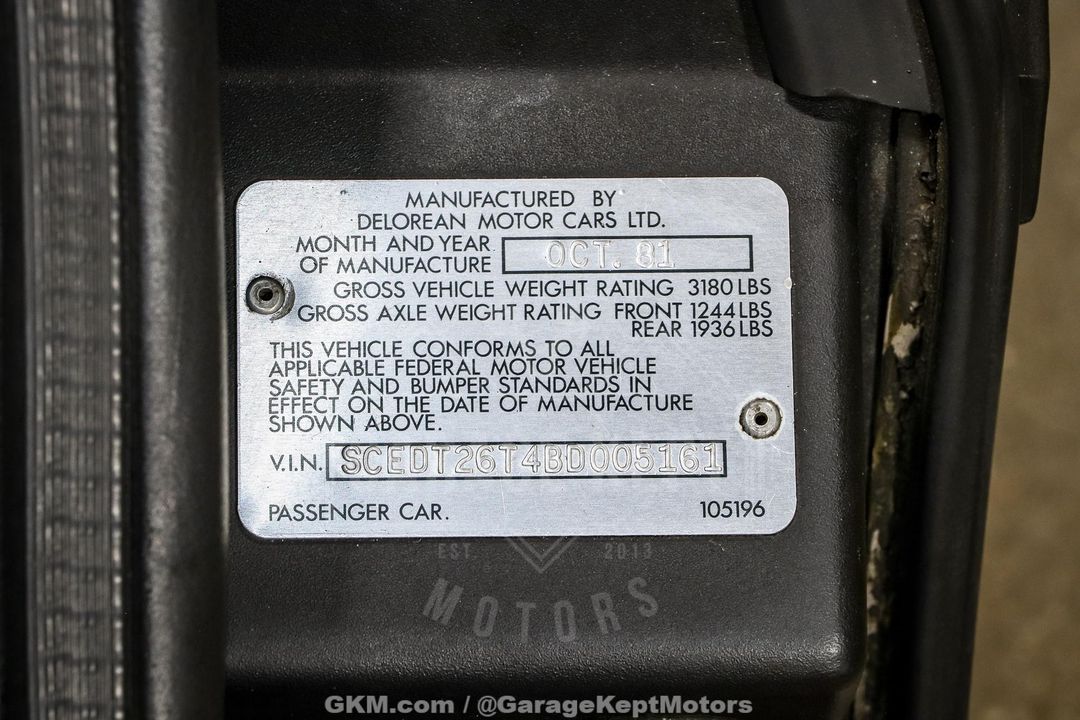 MANUFACTURED BY
DELOREAN MOTOR CARS LTD.
MONTH AND YEAR
OF MANUFACTURE OCT. 81
GROSS VEHICLE WEIGHT RATING 3180 LBS
GROSS AXLE WEIGHT RATING FRONT 1244 LBS
REAR 1936 LBS
THIS VEHICLE CONFORMS TO ALL
APPLICABLE FEDERAL MOTOR VEHICLE
SAFETY AND BUMPER STANDARDS IN
EFFECT ON THE DATE OF MANUFACTURE
SHOWN ABOVE.
V.I.N. SCEDT26T4BD005161
PASSENGER CAR. 105196
EST. 2013
MOTORS
GKM.com / @GarageKeptMotors